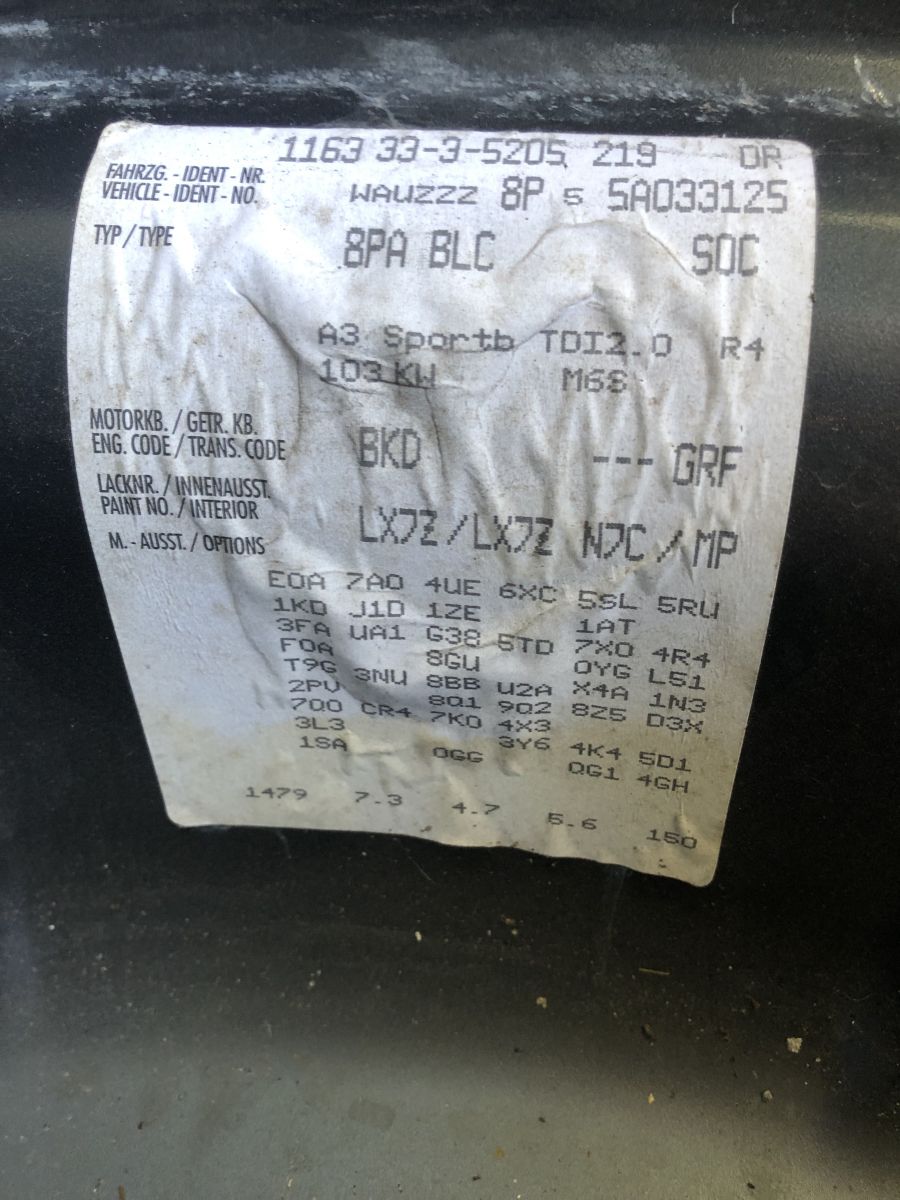 1163 33-3-5205 219 OR
FAHRZG. - IDENT - NR.
VEHICLE - IDENT - NO.
WAUZZZ 8P 5 5A033125
TYP / TYPE
8PA BLC SOC
A3 Sportb TDI2.0 R4
103 KW M6S
MOTORKB. / GETR. KB.
ENG. CODE / TRANS. CODE
BKD --- GRF
LACKNR. / INNENAUSST.
PAINT NO. / INTERIOR
LX7Z / LX7Z N7C / MP
M. - AUSST. / OPTIONS
E0A 7A0 4UE 6XC 5SL 5RU
1KD J1D 1ZE 1AT
3FA UA1 G38 5TD 7X0 4R4
F0A 8GU 0YG L51
T9G 3NU 8BB U2A X4A 1N3
2PV 8Q1 9Q2 8Z5 D3X
7Q0 CR4 7K0 4X3
3L3 3Y6 4K4 5D1
1SA 0GG QG1 4GH
1479 7.3 4.7 5.6 150